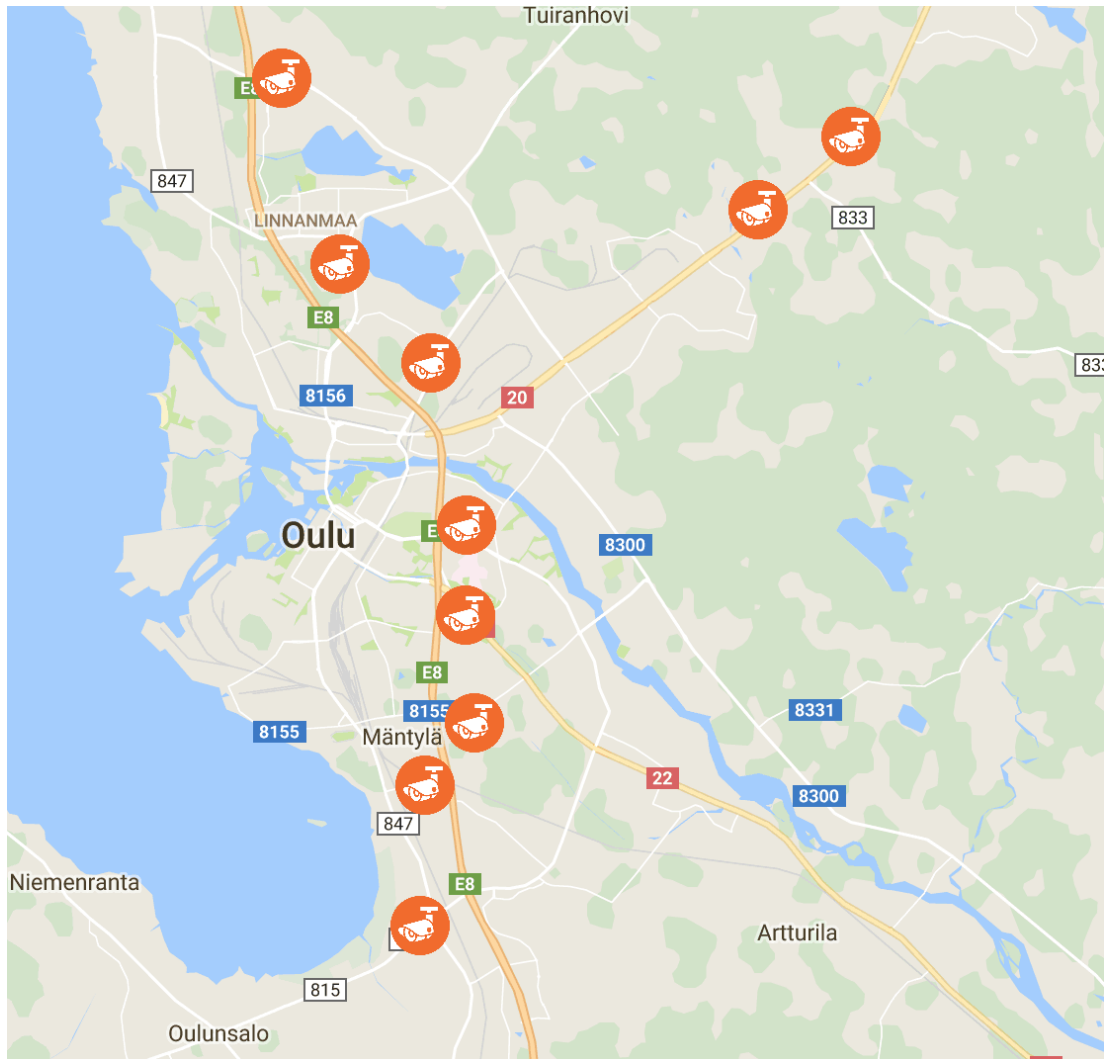 Tuiranhovi
847
LINNANMAA
833
E8
833
8156
20
Oulu
8300
E8
8155
8331
8155
Mäntylä
22
8300
847
Niemenranta
E8
Artturila
815
Oulunsalo